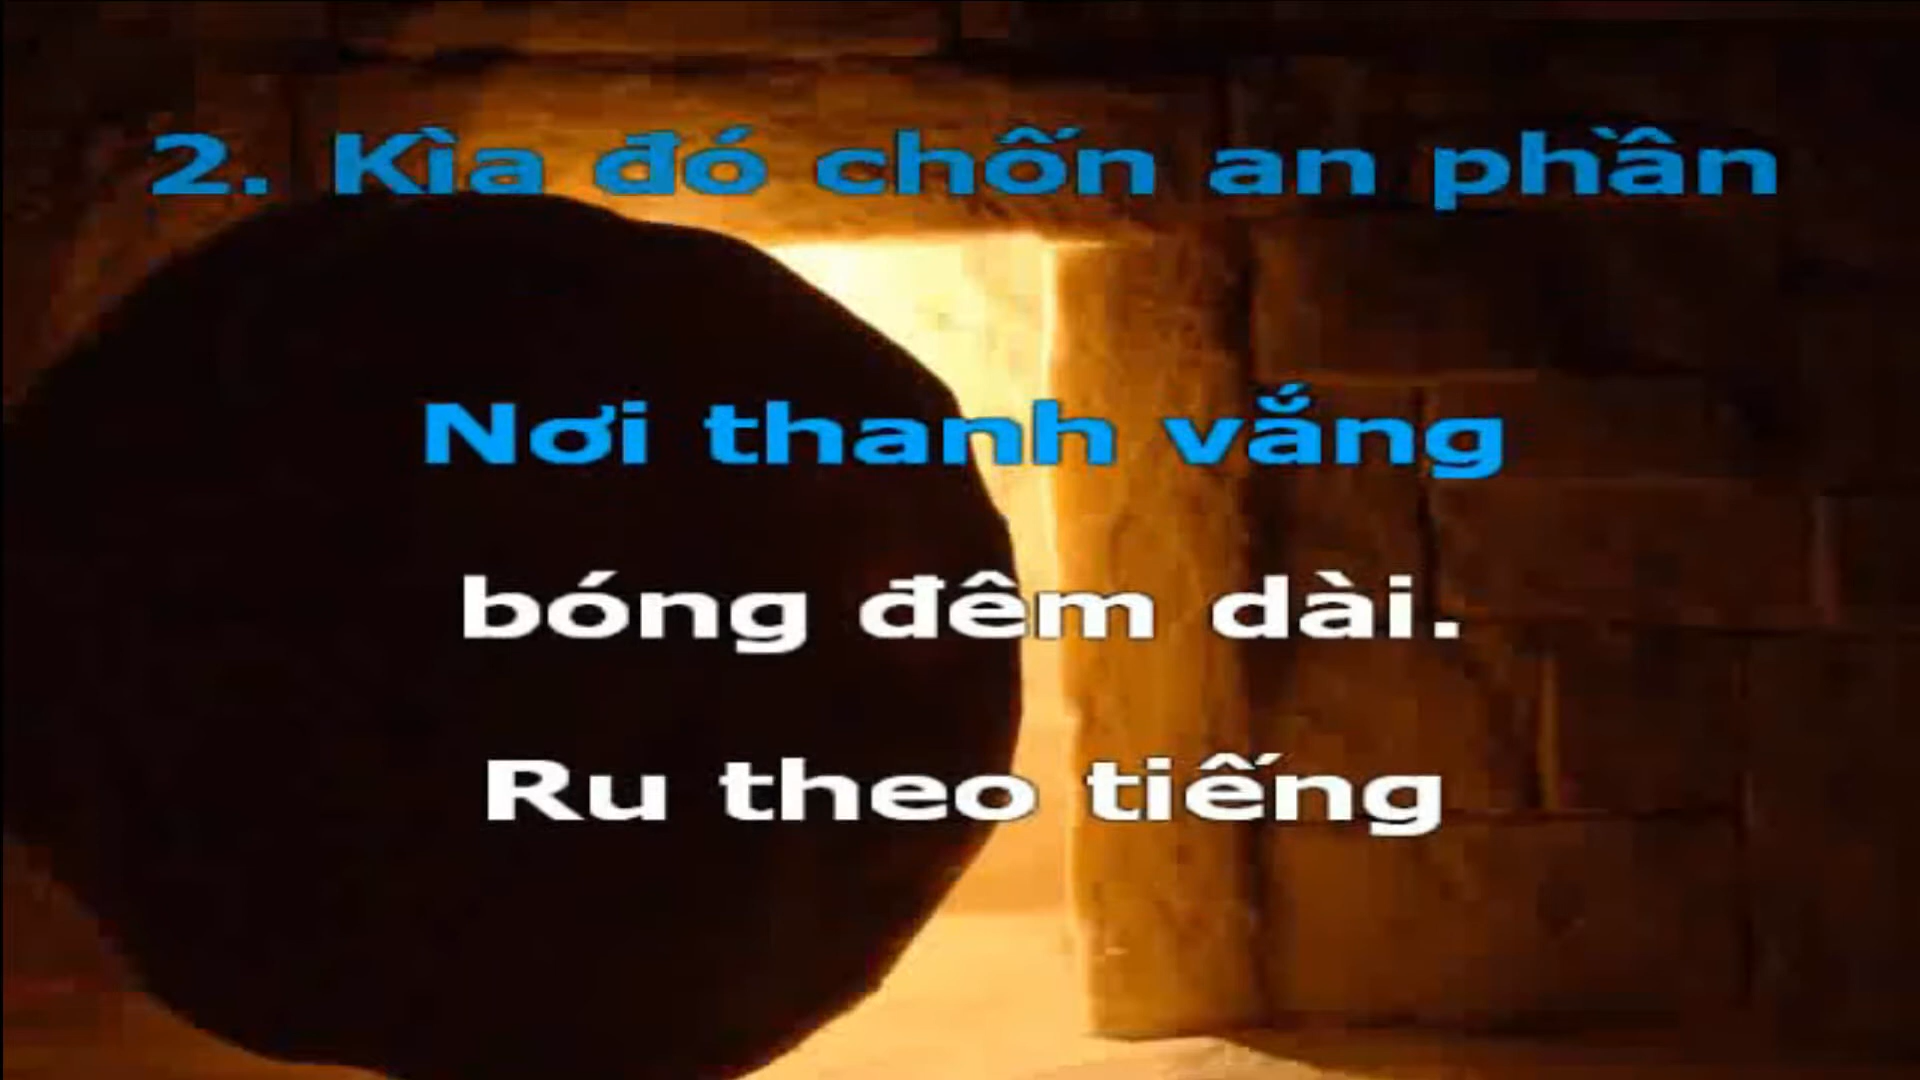 2. Kìa đó chốn an phần
Nơi thanh vắng
bóng đêm dài.
Ru theo tiếng